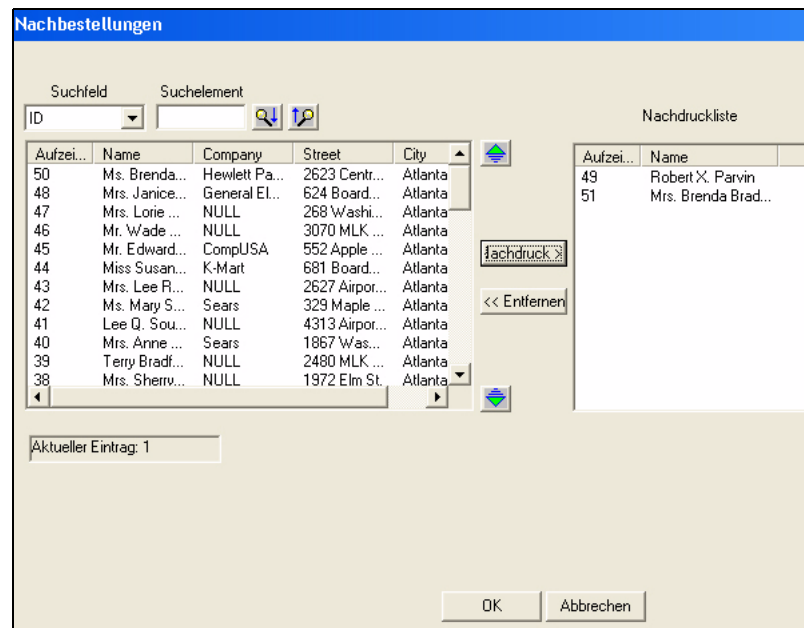 Nachbestellungen
Suchfeld Suchelement
ID
Nachdruckliste
Aufzei... Name Company Street City
50 Ms. Brenda... Hewlett Pa... 2623 Centr... Atlanta
48 Mrs. Janice... General El... 624 Board... Atlanta
47 Mrs. Lorie ... NULL 268 Washi... Atlanta
46 Mr. Wade ... NULL 3070 MLK ... Atlanta
45 Mr. Edward... CompUSA 552 Apple ... Atlanta
44 Miss Susan... K-Mart 681 Board... Atlanta
43 Mrs. Lee R... NULL 2627 Airpor... Atlanta
42 Ms. Mary S... Sears 329 Maple ... Atlanta
41 Lee Q. Sou... NULL 4313 Airpor... Atlanta
40 Mrs. Anne ... Sears 1867 Was... Atlanta
39 Terry Bradf... NULL 2480 MLK ... Atlanta
38 Mrs. Sherry... NULL 1972 Elm St. Atlanta
Aufzei... Name
49 Robert X. Parvin
51 Mrs. Brenda Brad...
lachdruck >
<< Entfernen
Aktueller Eintrag: 1
OK Abbrechen